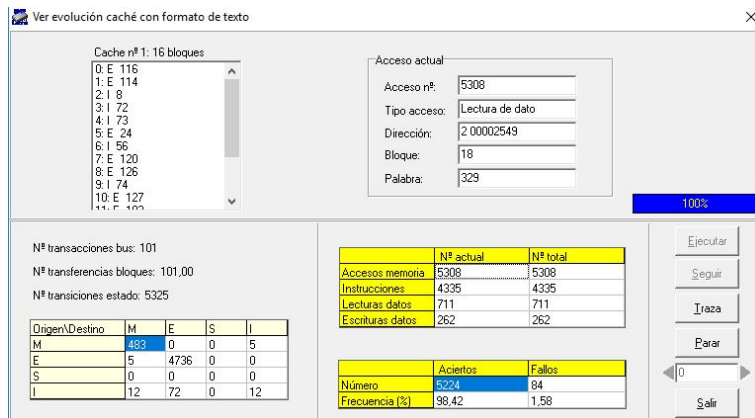 Ver evolución caché con formato de texto
Cache nº 1: 16 bloques
0: E 116
1: E 114
2: I 8
3: I 72
4: I 73
5: E 24
6: I 56
7: E 120
8: E 126
9: I 74
10: E 127
Acceso actual
Acceso nº: 5308
Tipo acceso: Lectura de dato
Dirección: 2 00002549
Bloque: 18
Palabra: 329
100%
Nº transacciones bus: 101
Nº transferencias bloques: 101,00
Nº transiciones estado: 5325
Origen\Destino M E S I
M 483 0 0 5
E 5 4736 0 0
S 0 0 0 0
I 12 72 0 12
Nº actual Nº total
Accesos memoria 5308 5308
Instrucciones 4335 4335
Lecturas datos 711 711
Escrituras datos 262 262
Aciertos Fallos
Número 5224 84
Frecuencia (%) 98,42 1,58
Ejecutar
Seguir
Traza
Parar
0
Salir